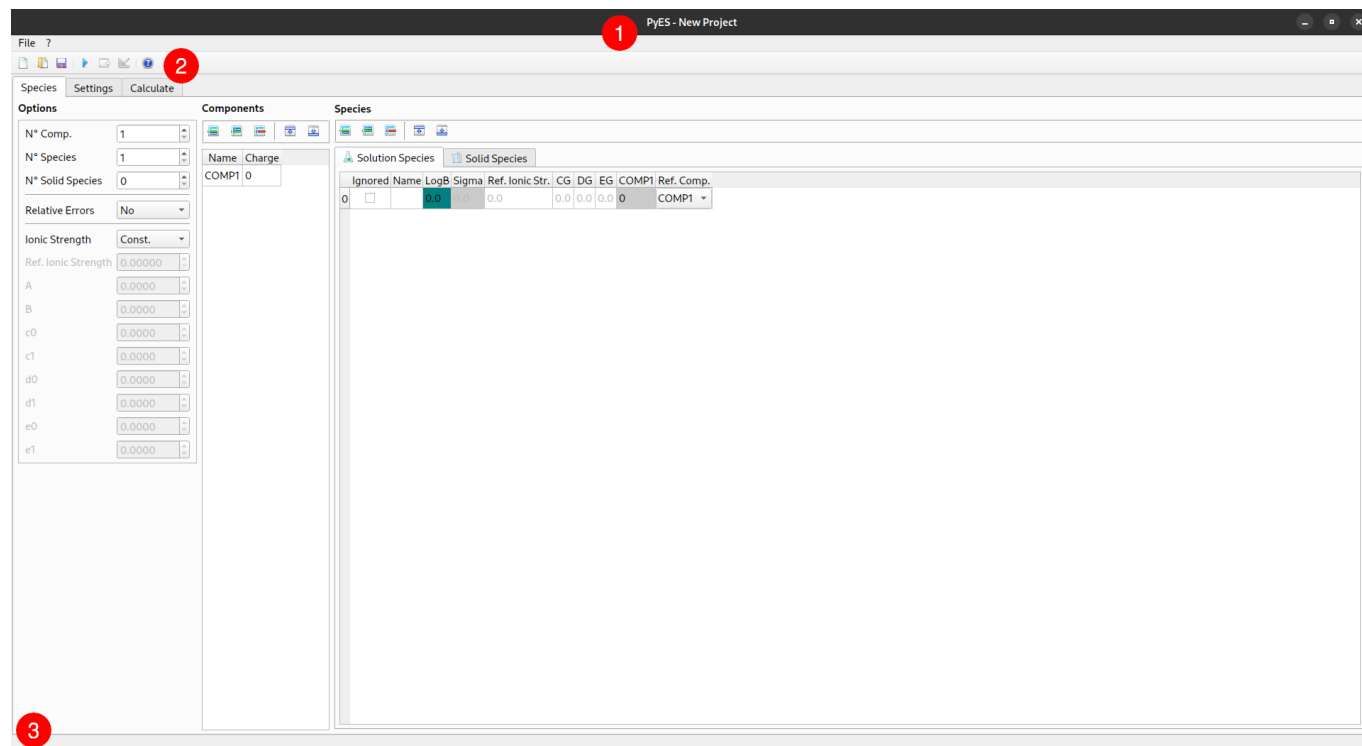 PyES - New Project
1
File ?
2
Species Settings Calculate
Options Components Species
N° Comp. 1
N° Species 1 Name Charge Solution Species Solid Species
N° Solid Species 0 COMP1 0 Ignored Name LogB Sigma Ref. Ionic Str. CG DG EG COMP1 Ref. Comp.
0 0.0 0.0 0.0 0.0 0.0 0.0 0 COMP1
Relative Errors No
Ionic Strength Const.
Ref. Ionic Strength 0.00000
A 0.0000
B 0.0000
c0 0.0000
c1 0.0000
d0 0.0000
d1 0.0000
e0 0.0000
e1 0.0000
3